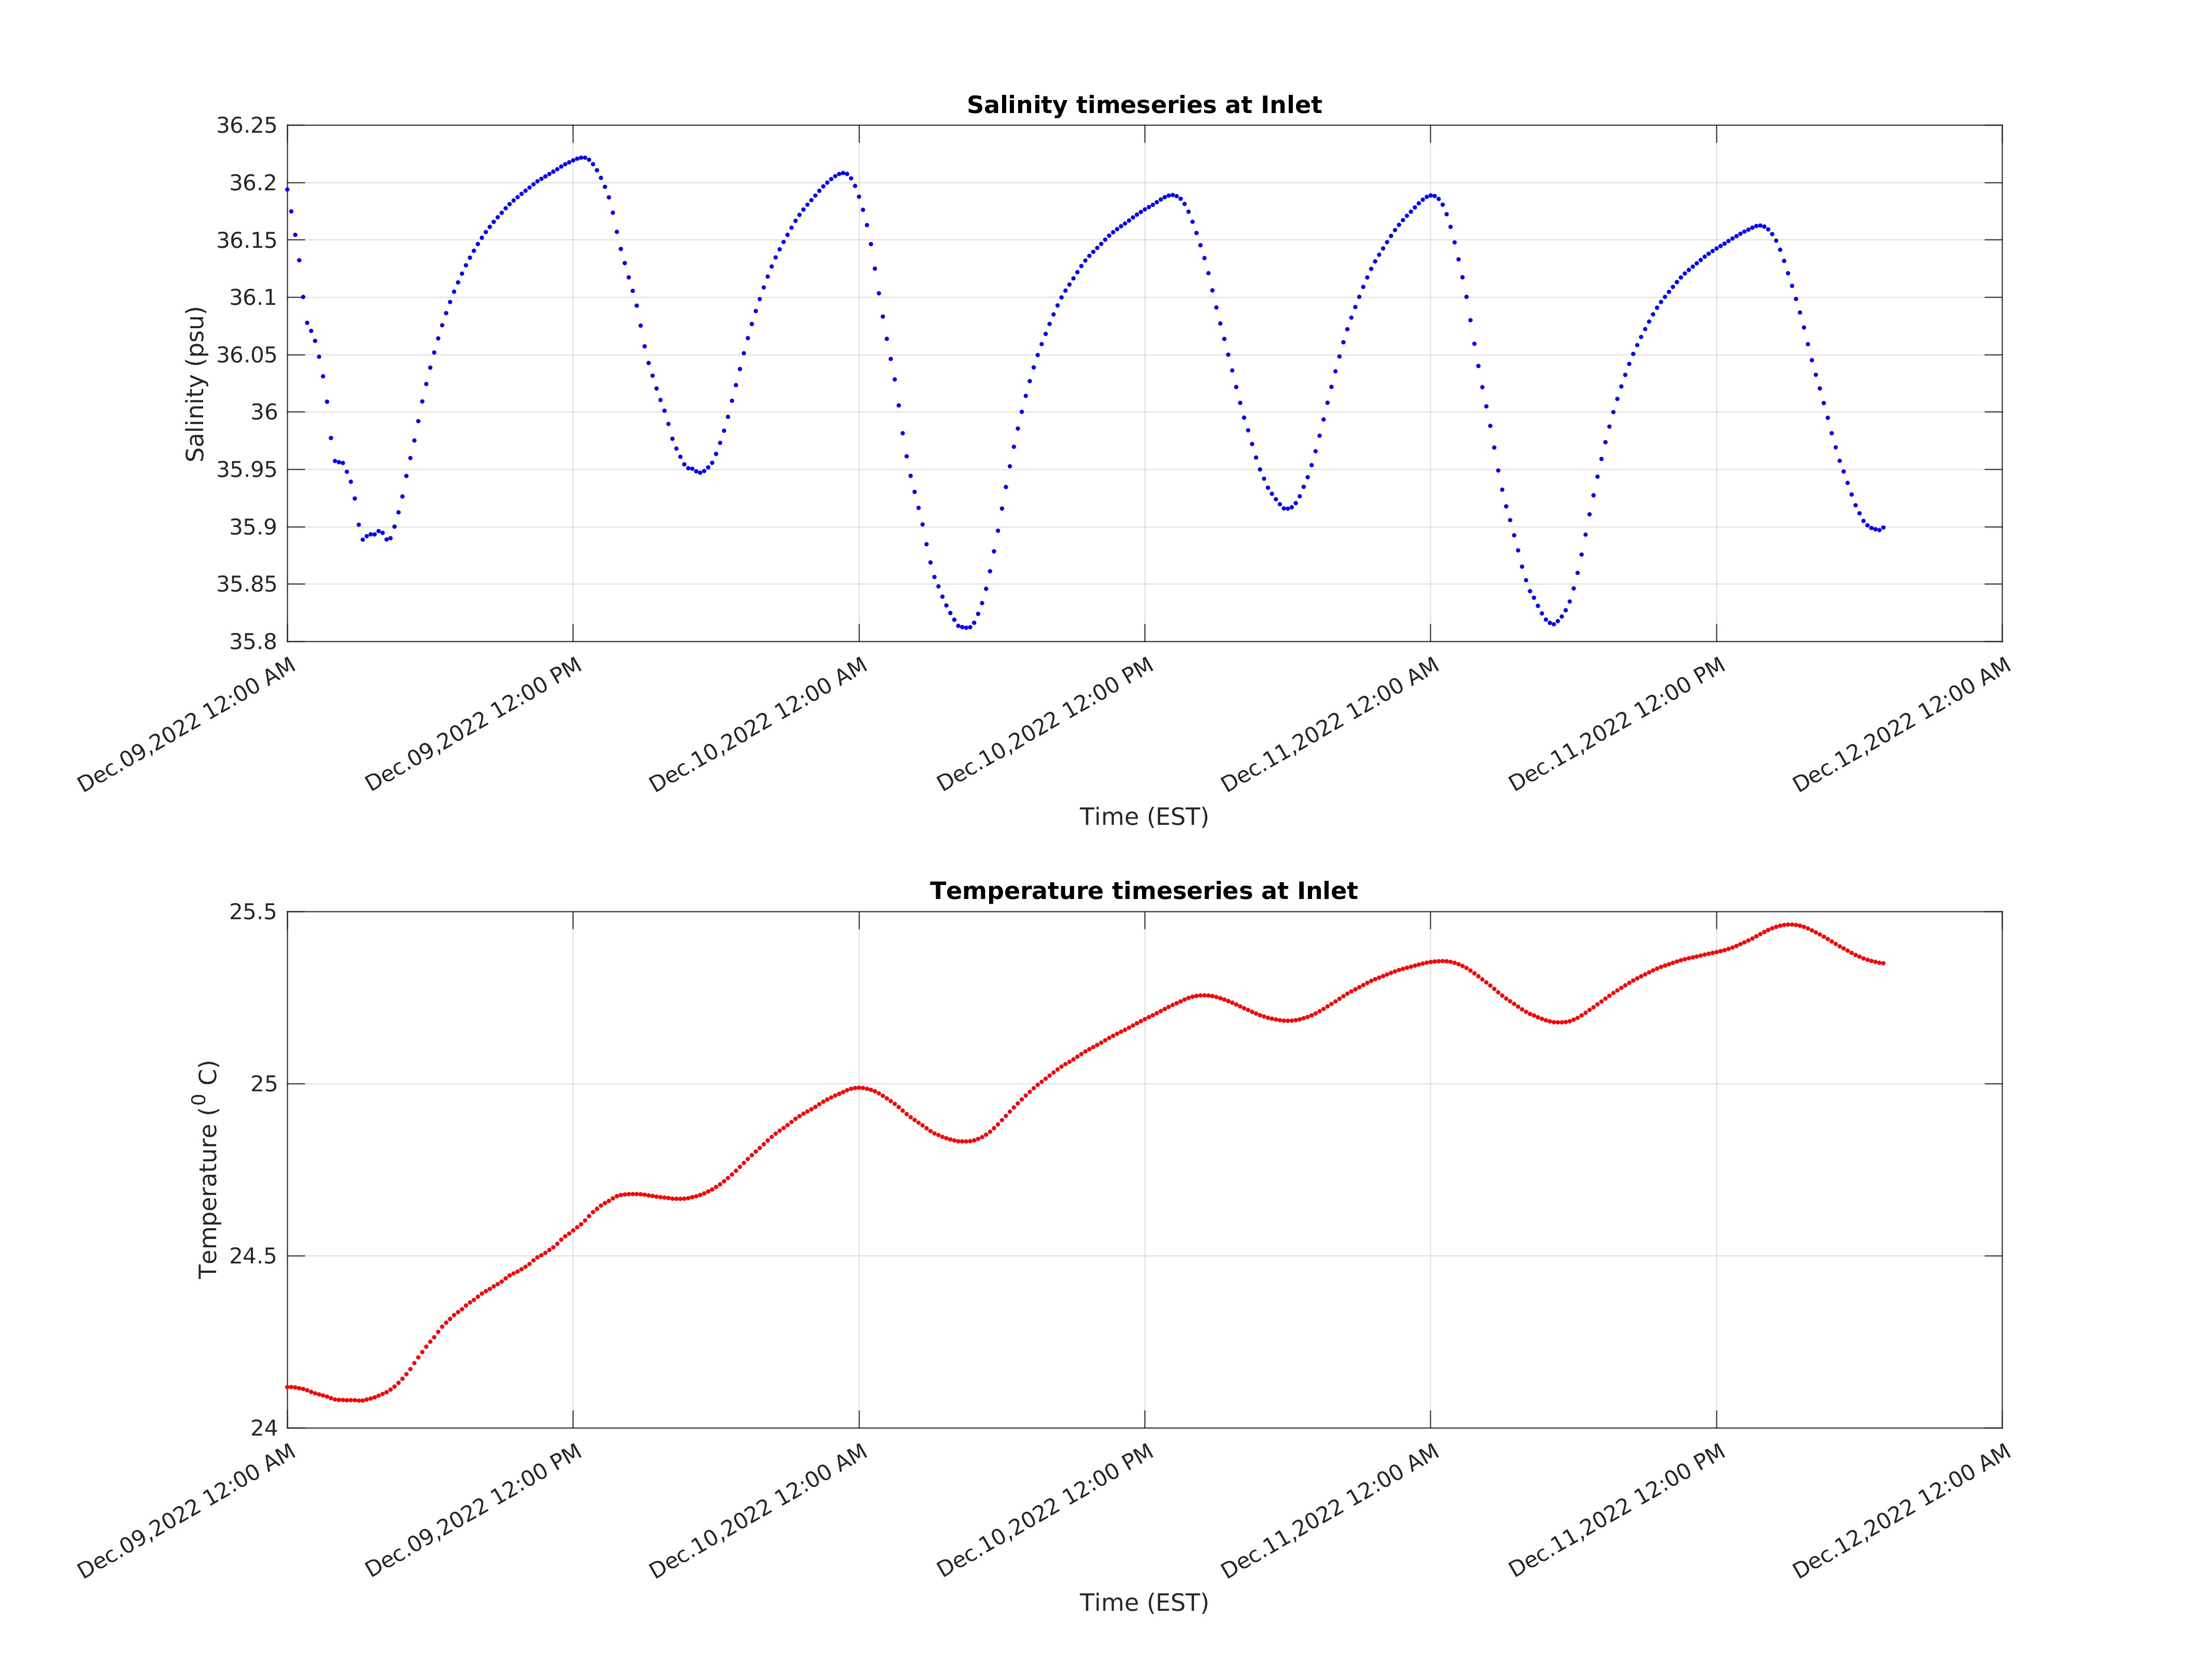 Salinity timeseries at Inlet
36.25
36.2
36.15
36.1
36.05
36
35.95
35.9
35.85
35.8
Salinity (psu)
Dec.09,2022 12:00 AM
Dec.09,2022 12:00 PM
Dec.10,2022 12:00 AM
Dec.10,2022 12:00 PM
Dec.11,2022 12:00 AM
Dec.11,2022 12:00 PM
Dec.12,2022 12:00 AM
Time (EST)
Temperature timeseries at Inlet
25.5
25
24.5
24
Temperature (⁰ C)
Dec.09,2022 12:00 AM
Dec.09,2022 12:00 PM
Dec.10,2022 12:00 AM
Dec.10,2022 12:00 PM
Dec.11,2022 12:00 AM
Dec.11,2022 12:00 PM
Dec.12,2022 12:00 AM
Time (EST)